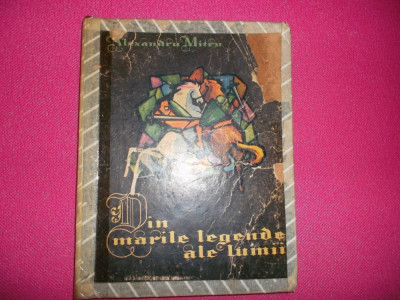 Alexandru Mitru
Din
marile legende
ale lumii